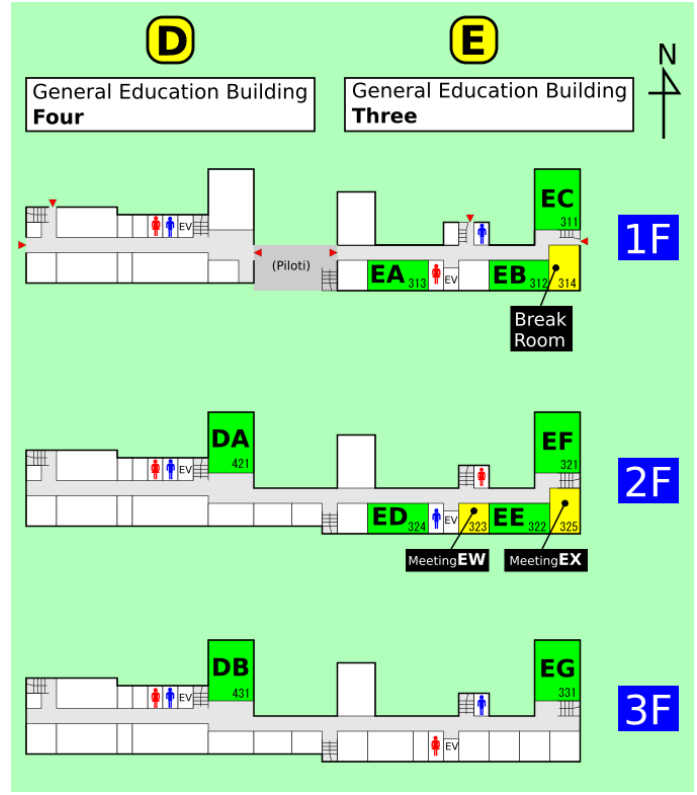 D
E
N
General Education Building
Four
General Education Building
Three
EC
311
1F
EV
(Piloti)
EA 313
EV
EB 312
314
Break
Room
DA
421
EF
321
2F
EV
ED 324
EV
323
EE 322
325
MeetingEW
MeetingEX
DB
431
EG
331
3F
EV
EV